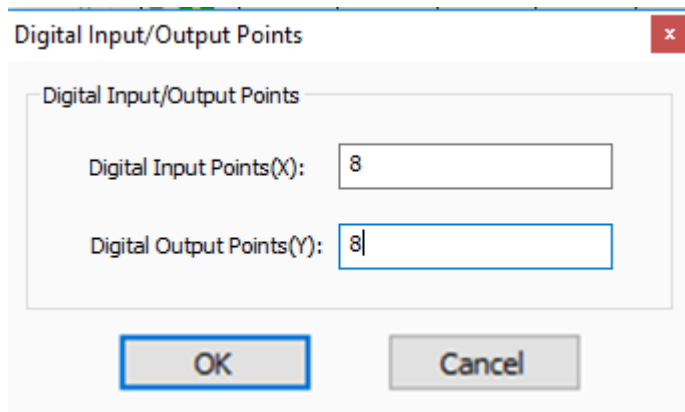 Digital Input/Output Points
x
Digital Input/Output Points
Digital Input Points(X): 8
Digital Output Points(Y): 8
OK Cancel